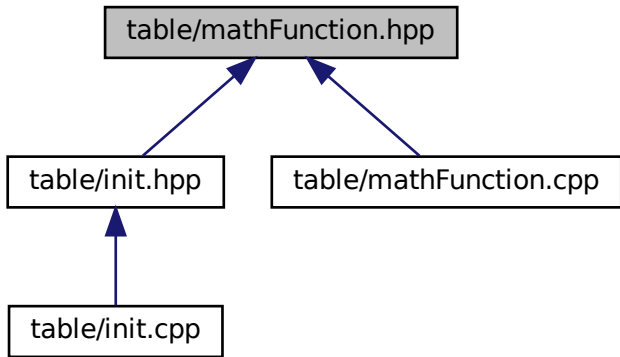 table/mathFunction.hpp
table/init.hpp
table/mathFunction.cpp
table/init.cpp